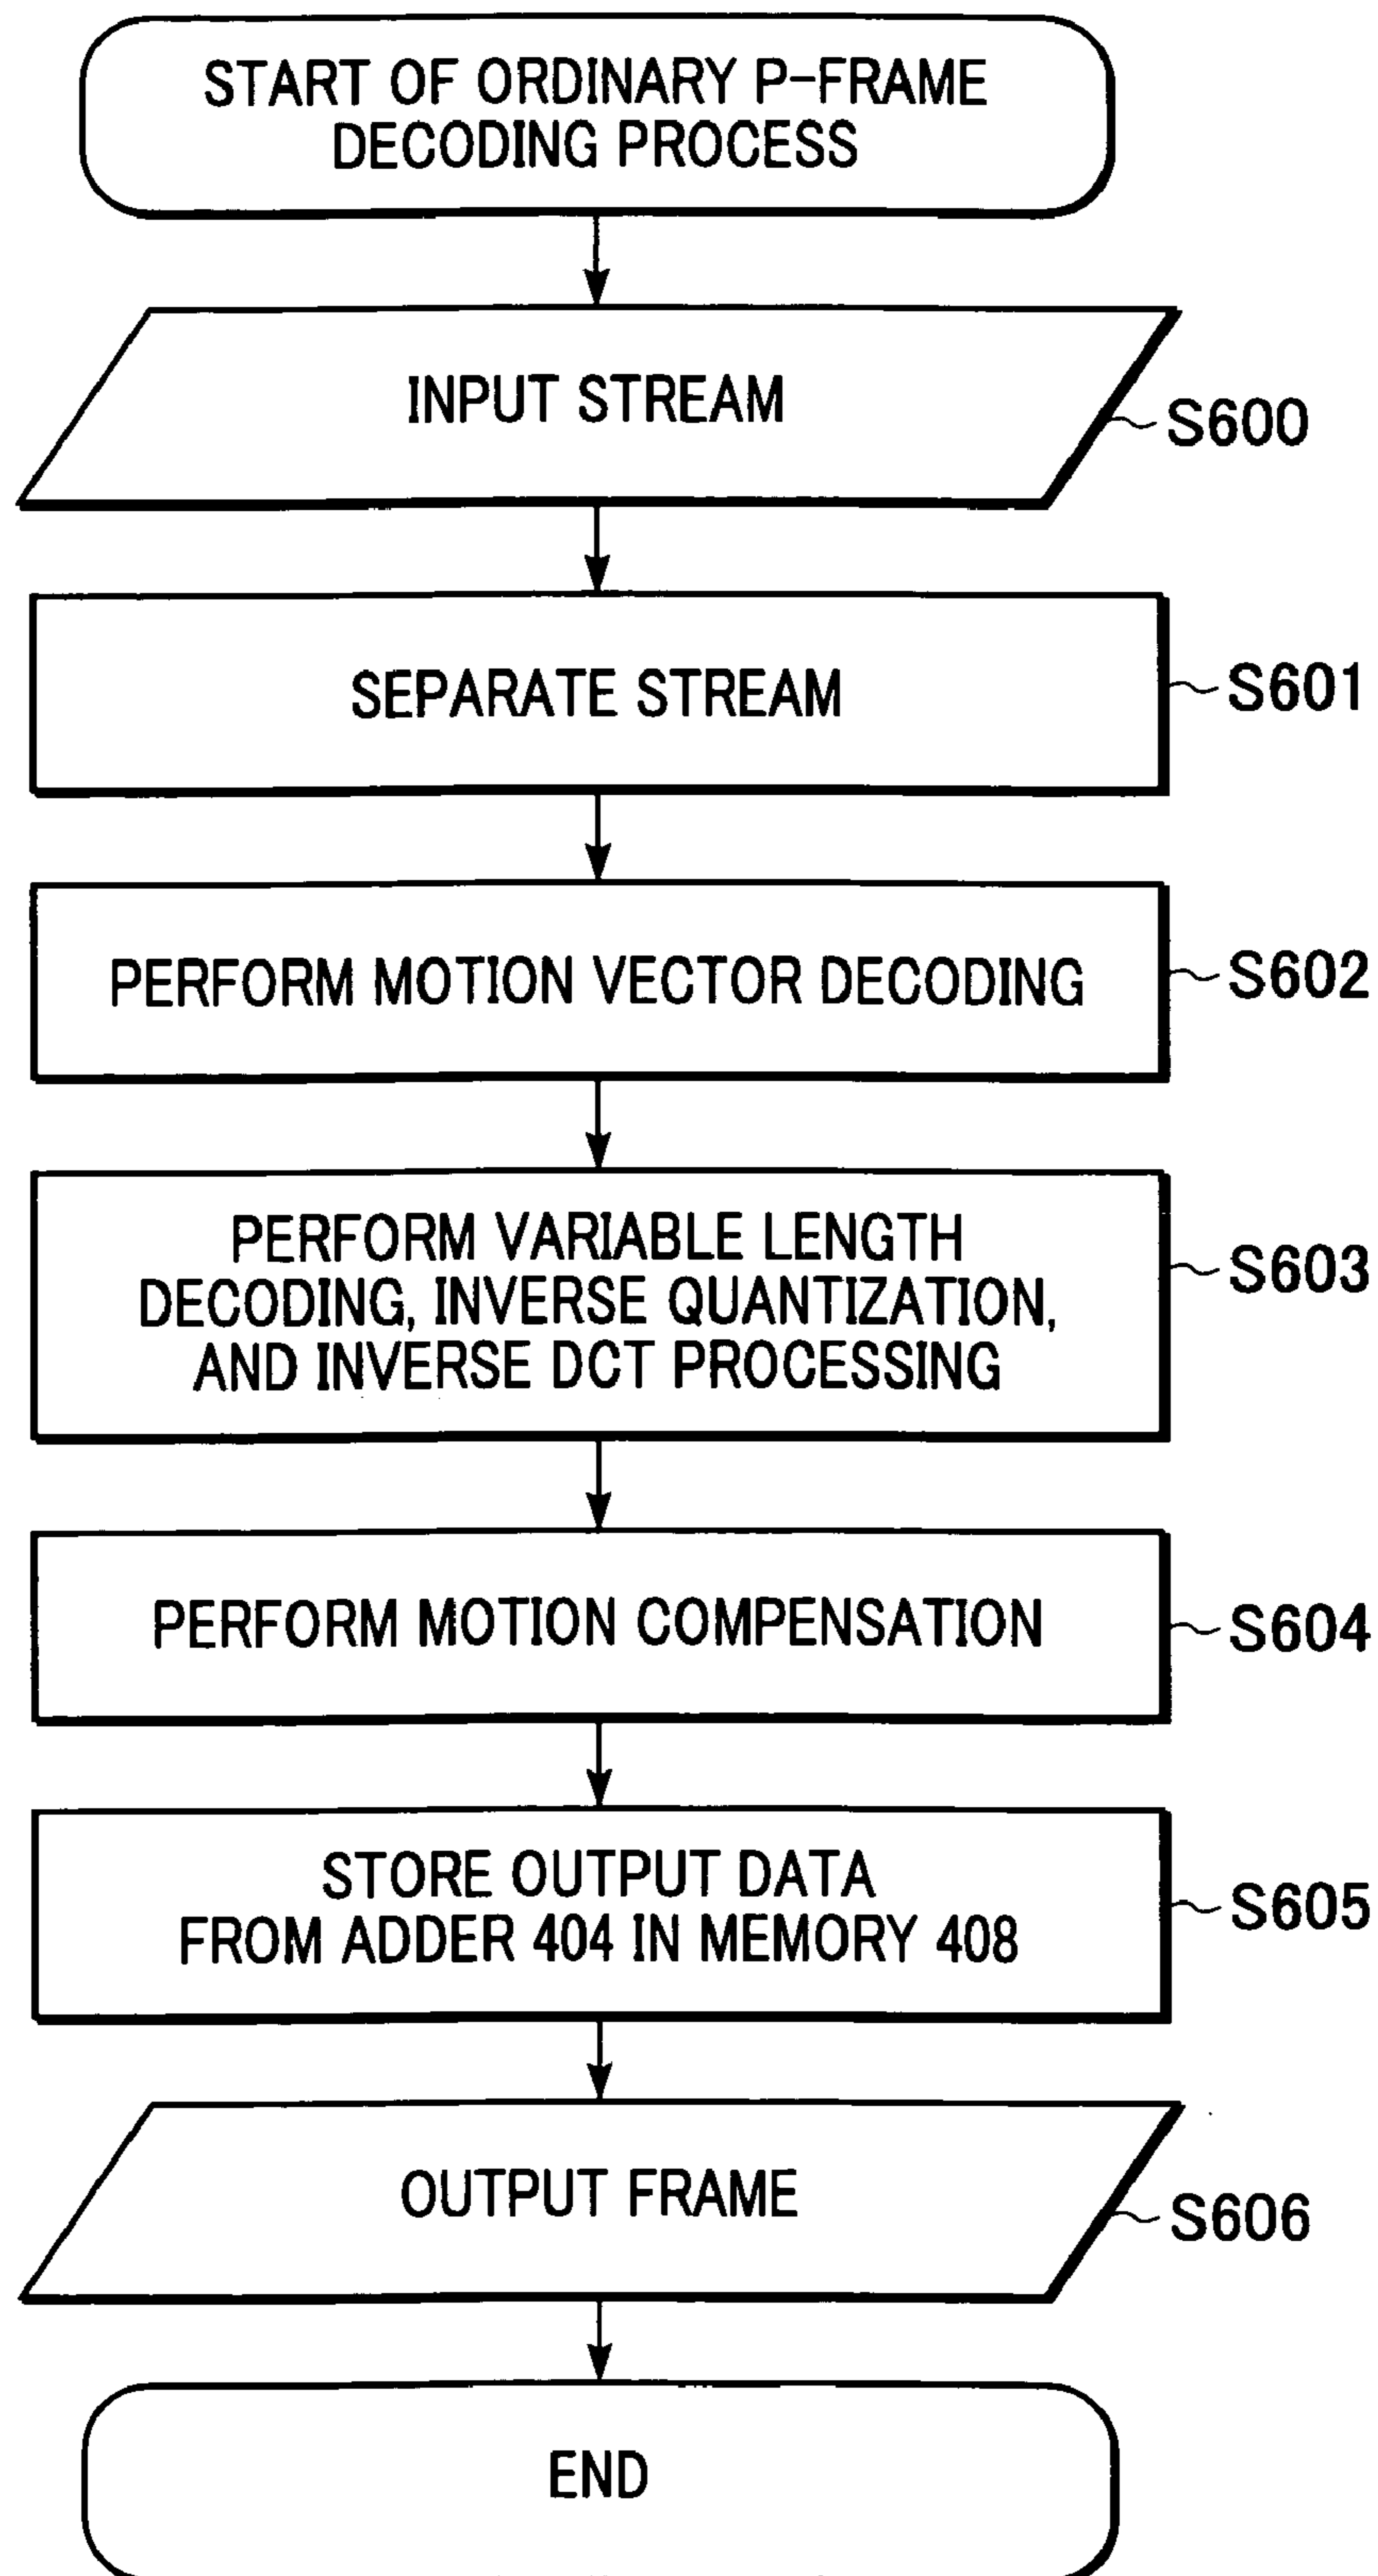 START OF ORDINARY P-FRAME
DECODING PROCESS
INPUT STREAM
S600
SEPARATE STREAM
S601
PERFORM MOTION VECTOR DECODING
S602
PERFORM VARIABLE LENGTH
DECODING, INVERSE QUANTIZATION,
AND INVERSE DCT PROCESSING
S603
PERFORM MOTION COMPENSATION
S604
STORE OUTPUT DATA
FROM ADDER 404 IN MEMORY 408
S605
OUTPUT FRAME
S606
END